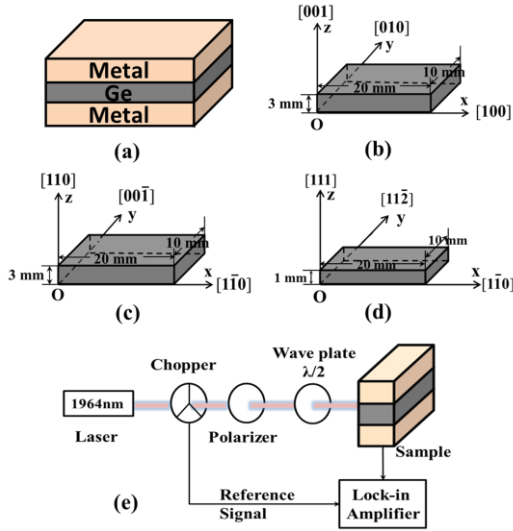 Metal
Ge
Metal
(a)
[001]
z
[010]
y
10 mm
20 mm
3 mm
x
[100]
O
(b)
[110]
z
[001̄]
y
10 mm
20 mm
3 mm
x
[11̄0]
O
(c)
[111]
z
[112̄]
y
10 mm
20 mm
1 mm
x
[11̄0]
O
(d)
Chopper
Wave plate
λ/2
1964nm
Laser
Polarizer
Sample
(e)
Reference
Signal
Lock-in
Amplifier